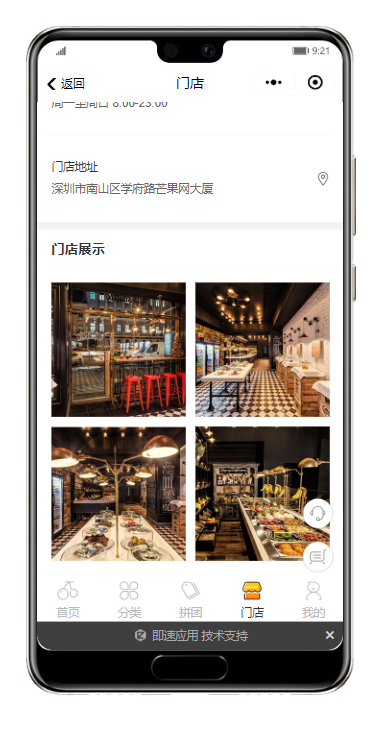 9:21
返回
门店
周一至周日 8:00-23:00
门店地址
深圳市南山区学府路芒果网大厦
门店展示
首页
分类
拼团
门店
我的
即速应用 技术支持